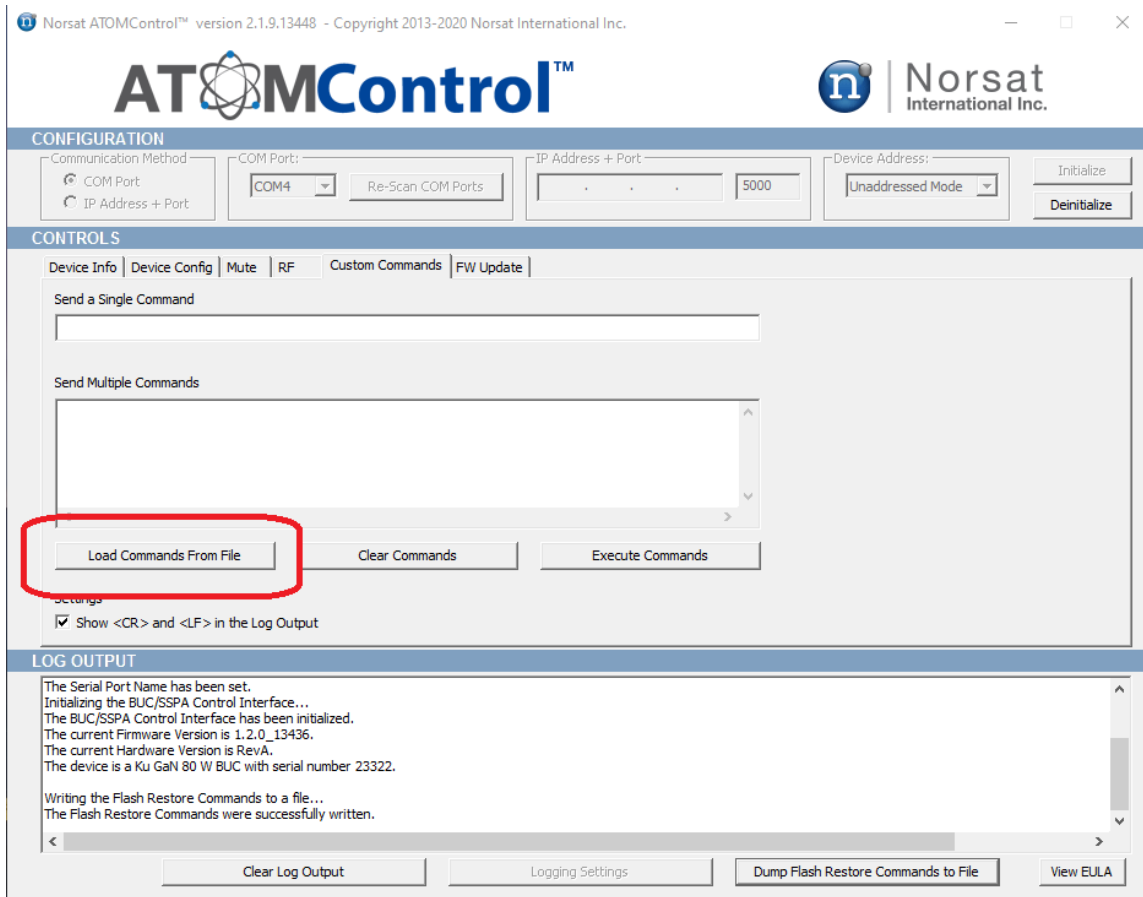 Norsat ATOMControl™ version 2.1.9.13448 - Copyright 2013-2020 Norsat International Inc.
ATOMControl™
n Norsat
International Inc.
CONFIGURATION
Communication Method
COM Port:
IP Address + Port
Device Address:
COM Port
IP Address + Port
COM4
Re-Scan COM Ports
. . .
5000
Unaddressed Mode
Initialize
Deinitialize
CONTROLS
Device Info Device Config Mute RF Custom Commands FW Update
Send a Single Command
Send Multiple Commands
Load Commands From File Clear Commands Execute Commands
Settings
Show <CR> and <LF> in the Log Output
LOG OUTPUT
The Serial Port Name has been set.
Initializing the BUC/SSPA Control Interface...
The BUC/SSPA Control Interface has been initialized.
The current Firmware Version is 1.2.0_13436.
The current Hardware Version is RevA.
The device is a Ku GaN 80 W BUC with serial number 23322.
Writing the Flash Restore Commands to a file...
The Flash Restore Commands were successfully written.
Clear Log Output Logging Settings Dump Flash Restore Commands to File View EULA